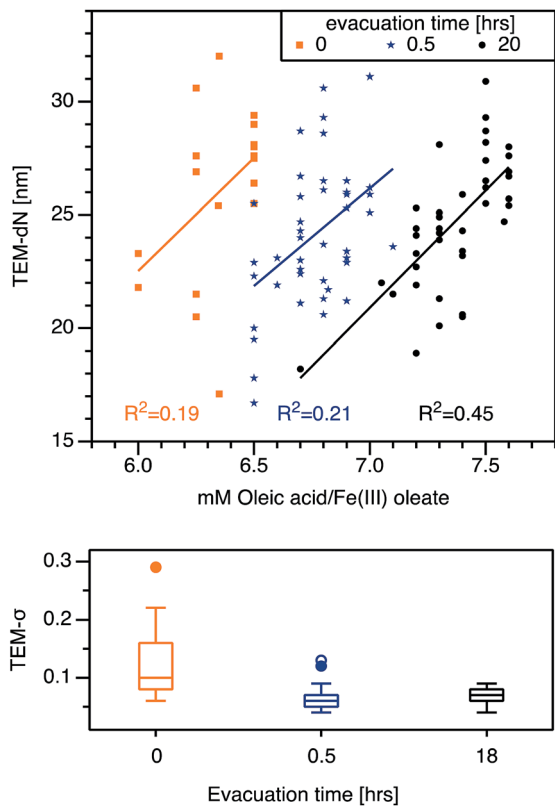 evacuation time [hrs]
0 0.5 20
TEM-dN [nm]
30
25
20
15
R²=0.19 R²=0.21 R²=0.45
6.0 6.5 7.0 7.5
mM Oleic acid/Fe(III) oleate
TEM-σ
0.3
0.2
0.1
0 0.5 18
Evacuation time [hrs]